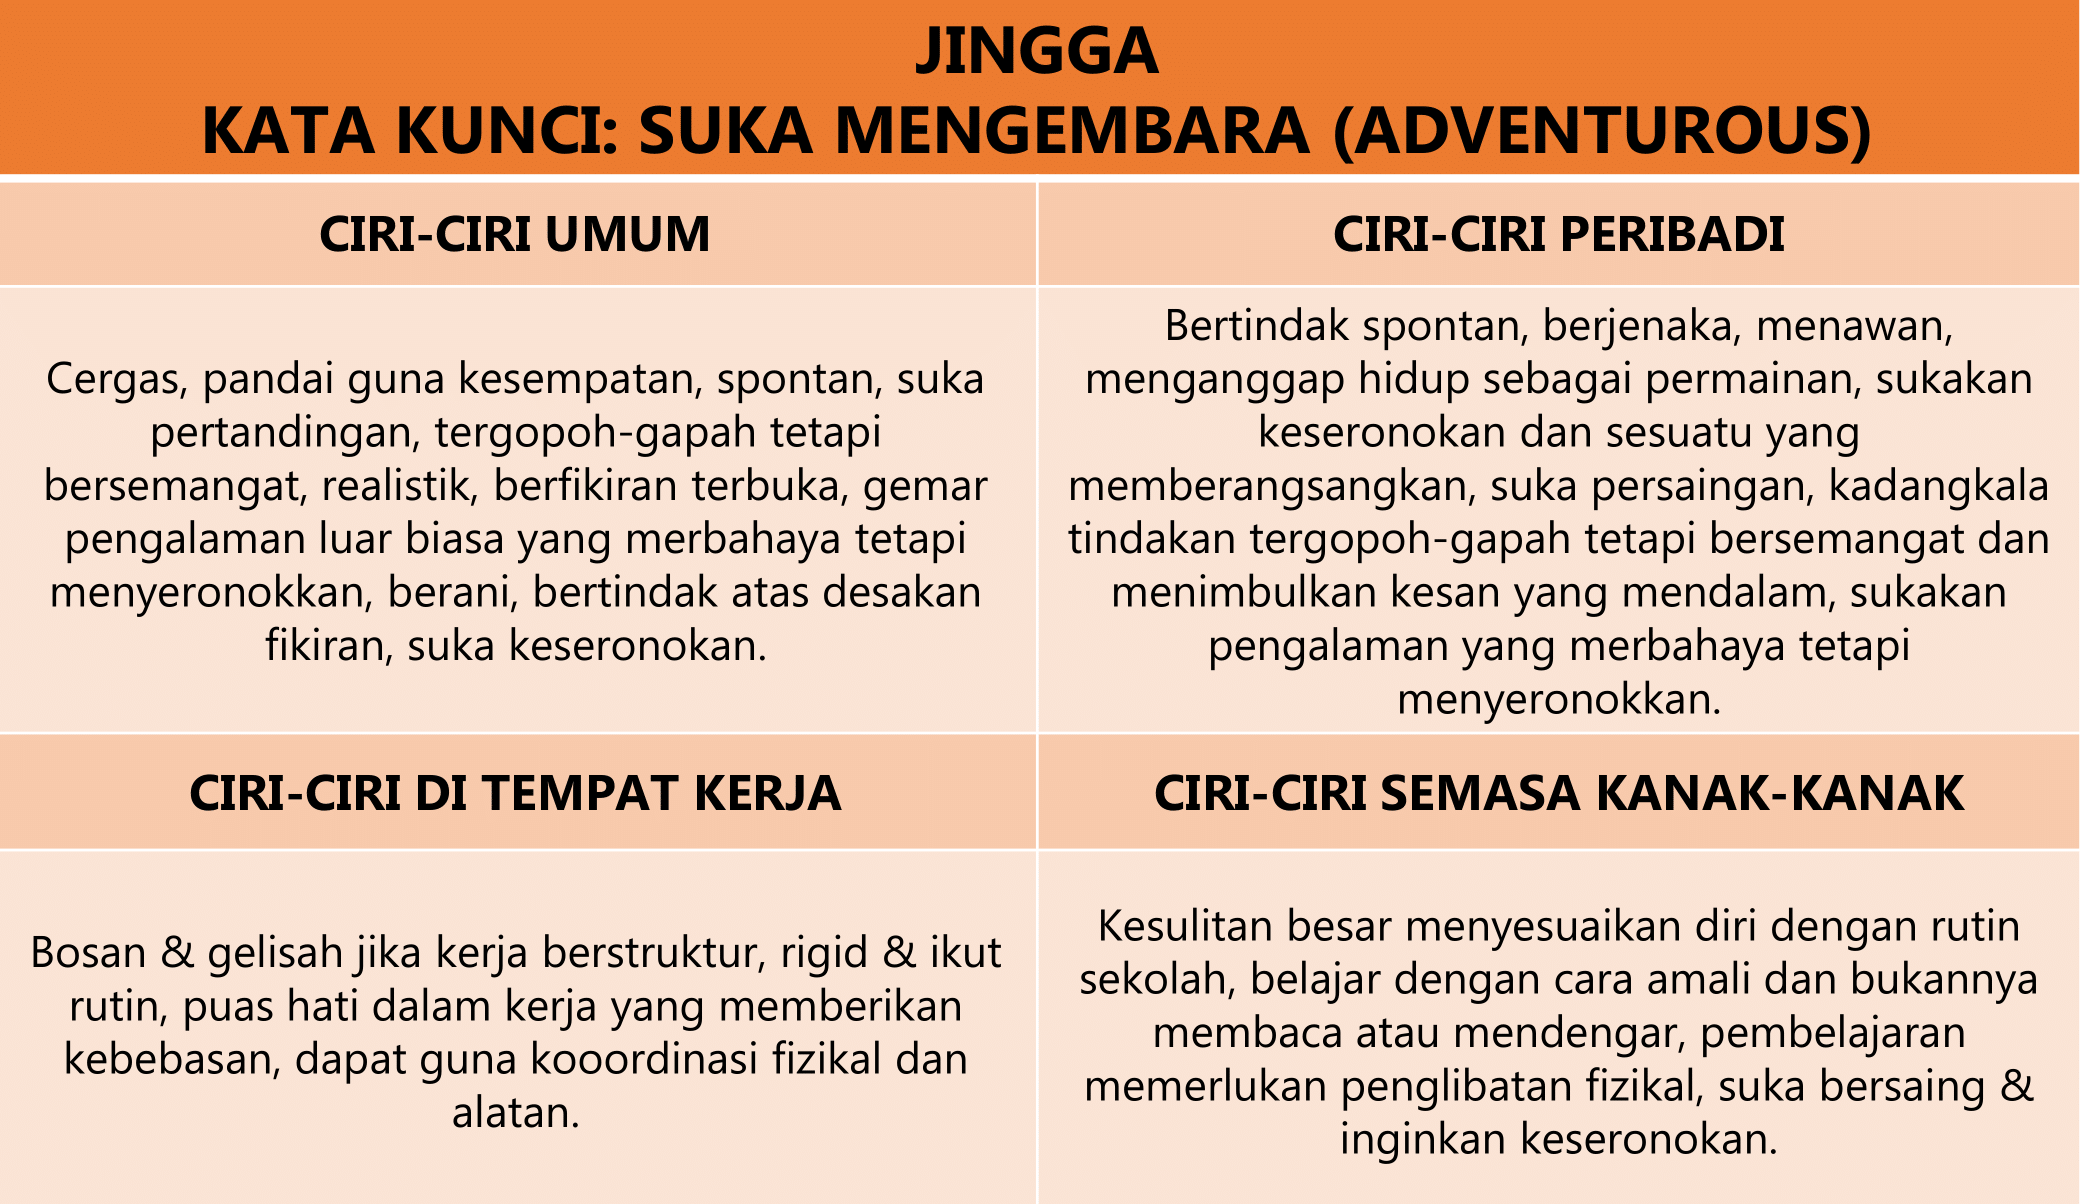 JINGGA
KATA KUNCI: SUKA MENGEMBARA (ADVENTUROUS)
CIRI-CIRI UMUM
Cergas, pandai guna kesempatan, spontan, suka
pertandingan, tergopoh-gapah tetapi
bersemangat, realistik, berfikiran terbuka, gemar
pengalaman luar biasa yang merbahaya tetapi
menyeronokkan, berani, bertindak atas desakan
fikiran, suka keseronokan.
CIRI-CIRI PERIBADI
Bertindak spontan, berjenaka, menawan,
menganggap hidup sebagai permainan, sukakan
keseronokan dan sesuatu yang
memberangsangkan, suka persaingan, kadangkala
tindakan tergopoh-gapah tetapi bersemangat dan
menimbulkan kesan yang mendalam, sukakan
pengalaman yang merbahaya tetapi
menyeronokkan.
CIRI-CIRI DI TEMPAT KERJA
Bosan & gelisah jika kerja berstruktur, rigid & ikut
rutin, puas hati dalam kerja yang memberikan
kebebasan, dapat guna kooordinasi fizikal dan
alatan.
CIRI-CIRI SEMASA KANAK-KANAK
Kesulitan besar menyesuaikan diri dengan rutin
sekolah, belajar dengan cara amali dan bukannya
membaca atau mendengar, pembelajaran
memerlukan penglibatan fizikal, suka bersaing &
inginkan keseronokan.